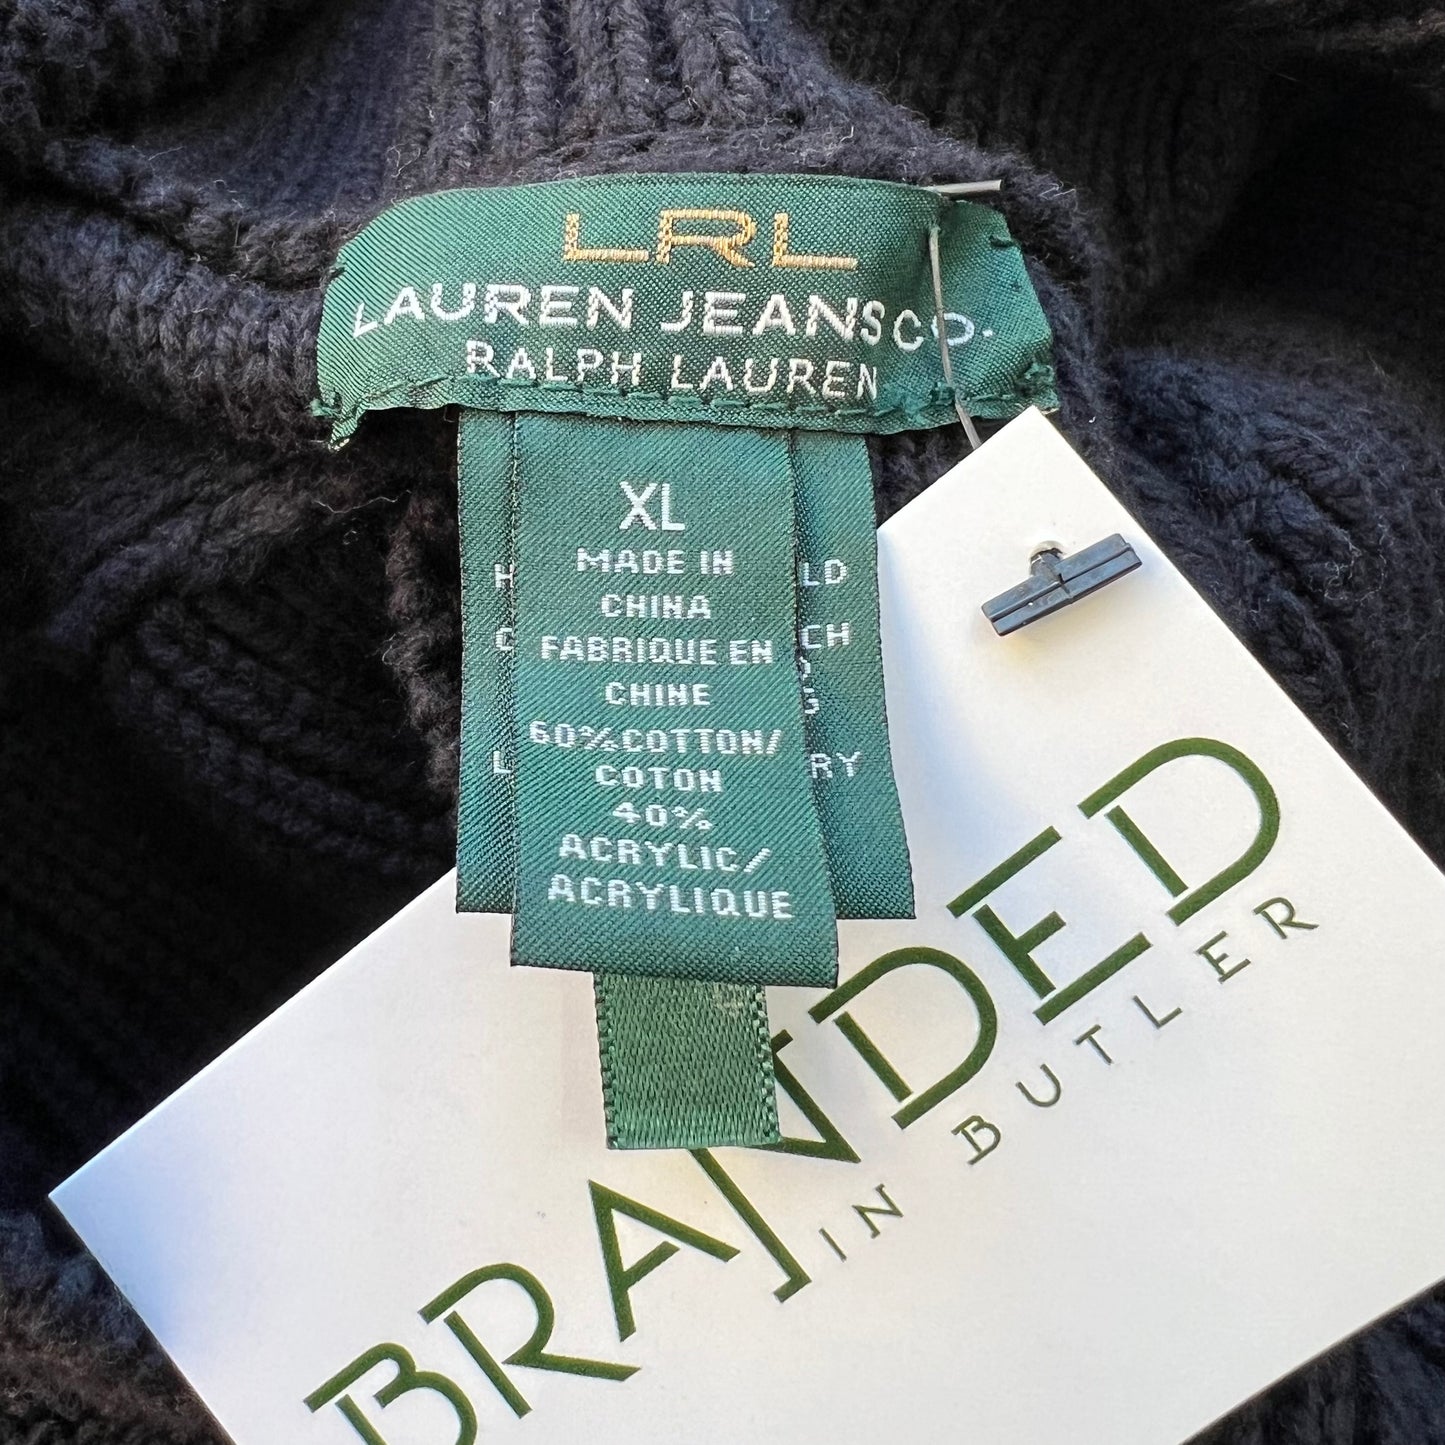 LRL
LAUREN JEANS CO.
RALPH LAUREN
XL
MADE IN
CHINA
FABRIQUE EN
CHINE
60% COTTON/
COTON
40%
ACRYLIC/
ACRYLIQUE
BRANDED
IN BUTLER